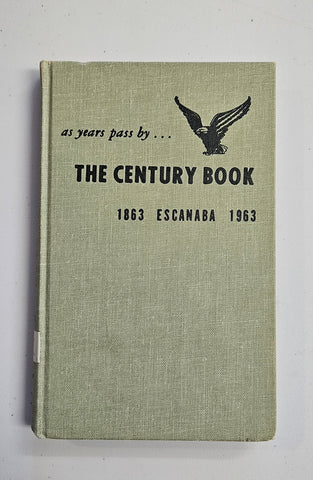 as years pass by...
THE CENTURY BOOK
1863 ESCANABA 1963